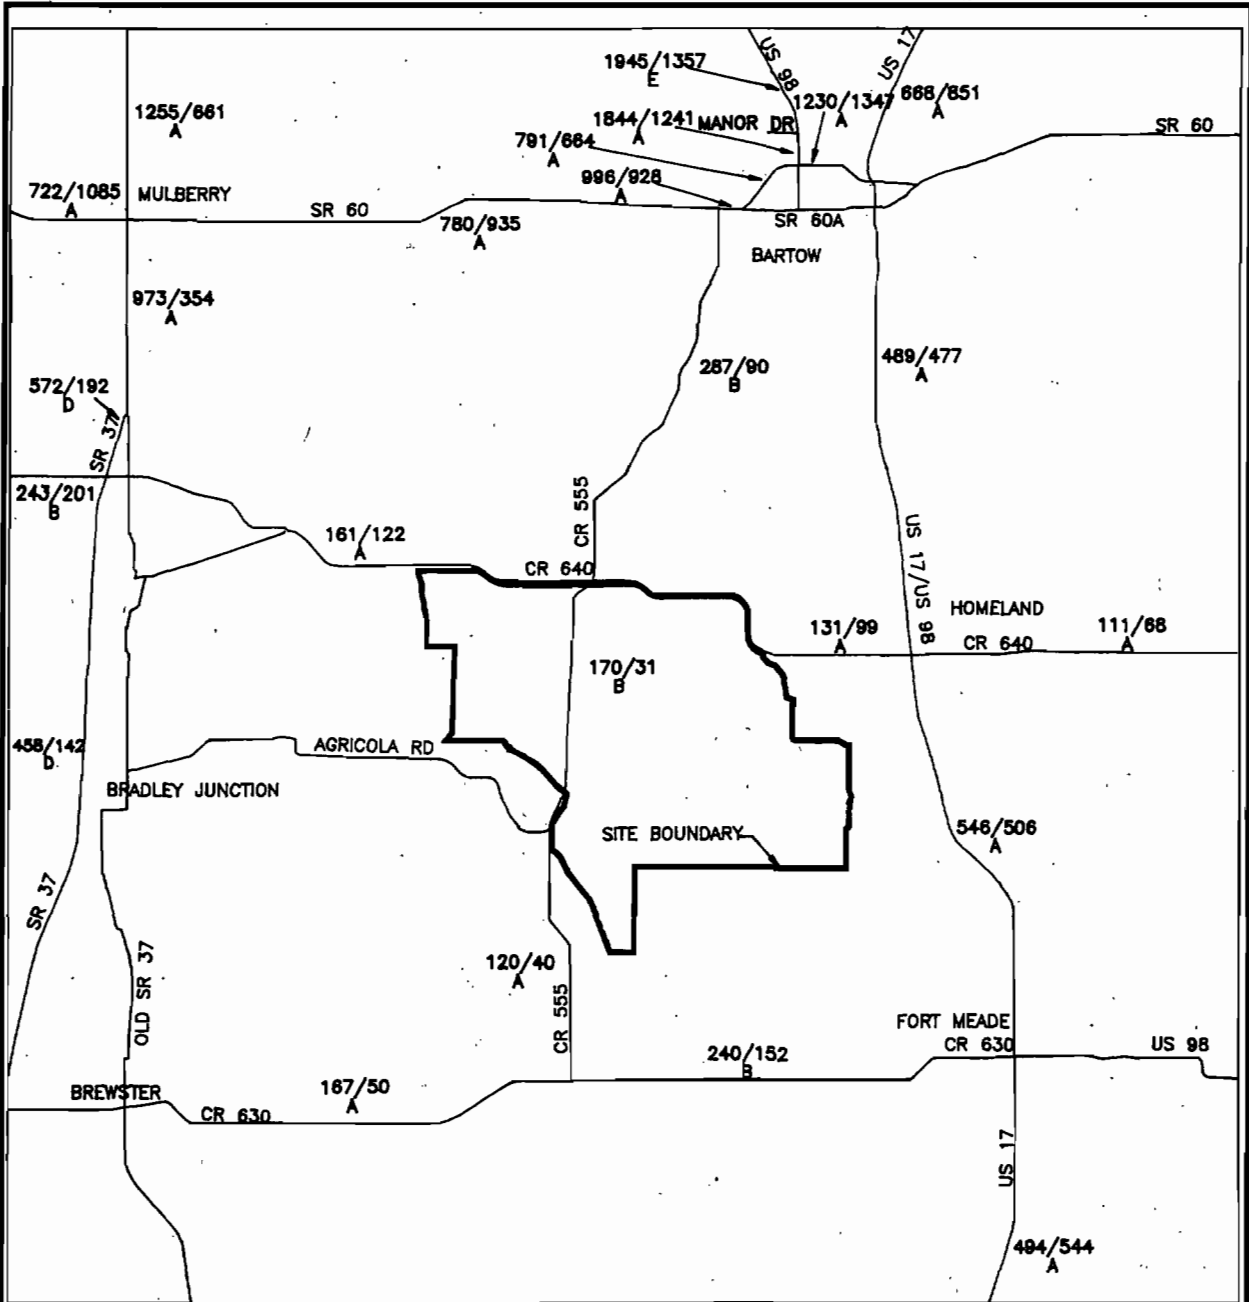 US 98
US 17
1945/1357
E
1255/661
A
1230/1347
A
668/851
A
1844/1241
A
MANOR DR
SR 60
791/664
A
996/928
A
722/1085
A
MULBERRY
SR 60
780/935
A
SR 60A
BARTOW
973/354
A
287/90
B
489/477
A
572/192
D
SR 37
243/201
B
CR 555
161/122
A
US 17/US 98
CR 640
HOMELAND
131/99
A
CR 640
111/68
A
170/31
B
458/142
D
AGRICOLA RD
BRADLEY JUNCTION
SITE BOUNDARY
546/506
A
SR 37
OLD SR 37
120/40
A
CR 555
FORT MEADE
CR 630
US 98
240/152
B
BREWSTER
167/50
A
CR 630
US 17
494/544
A